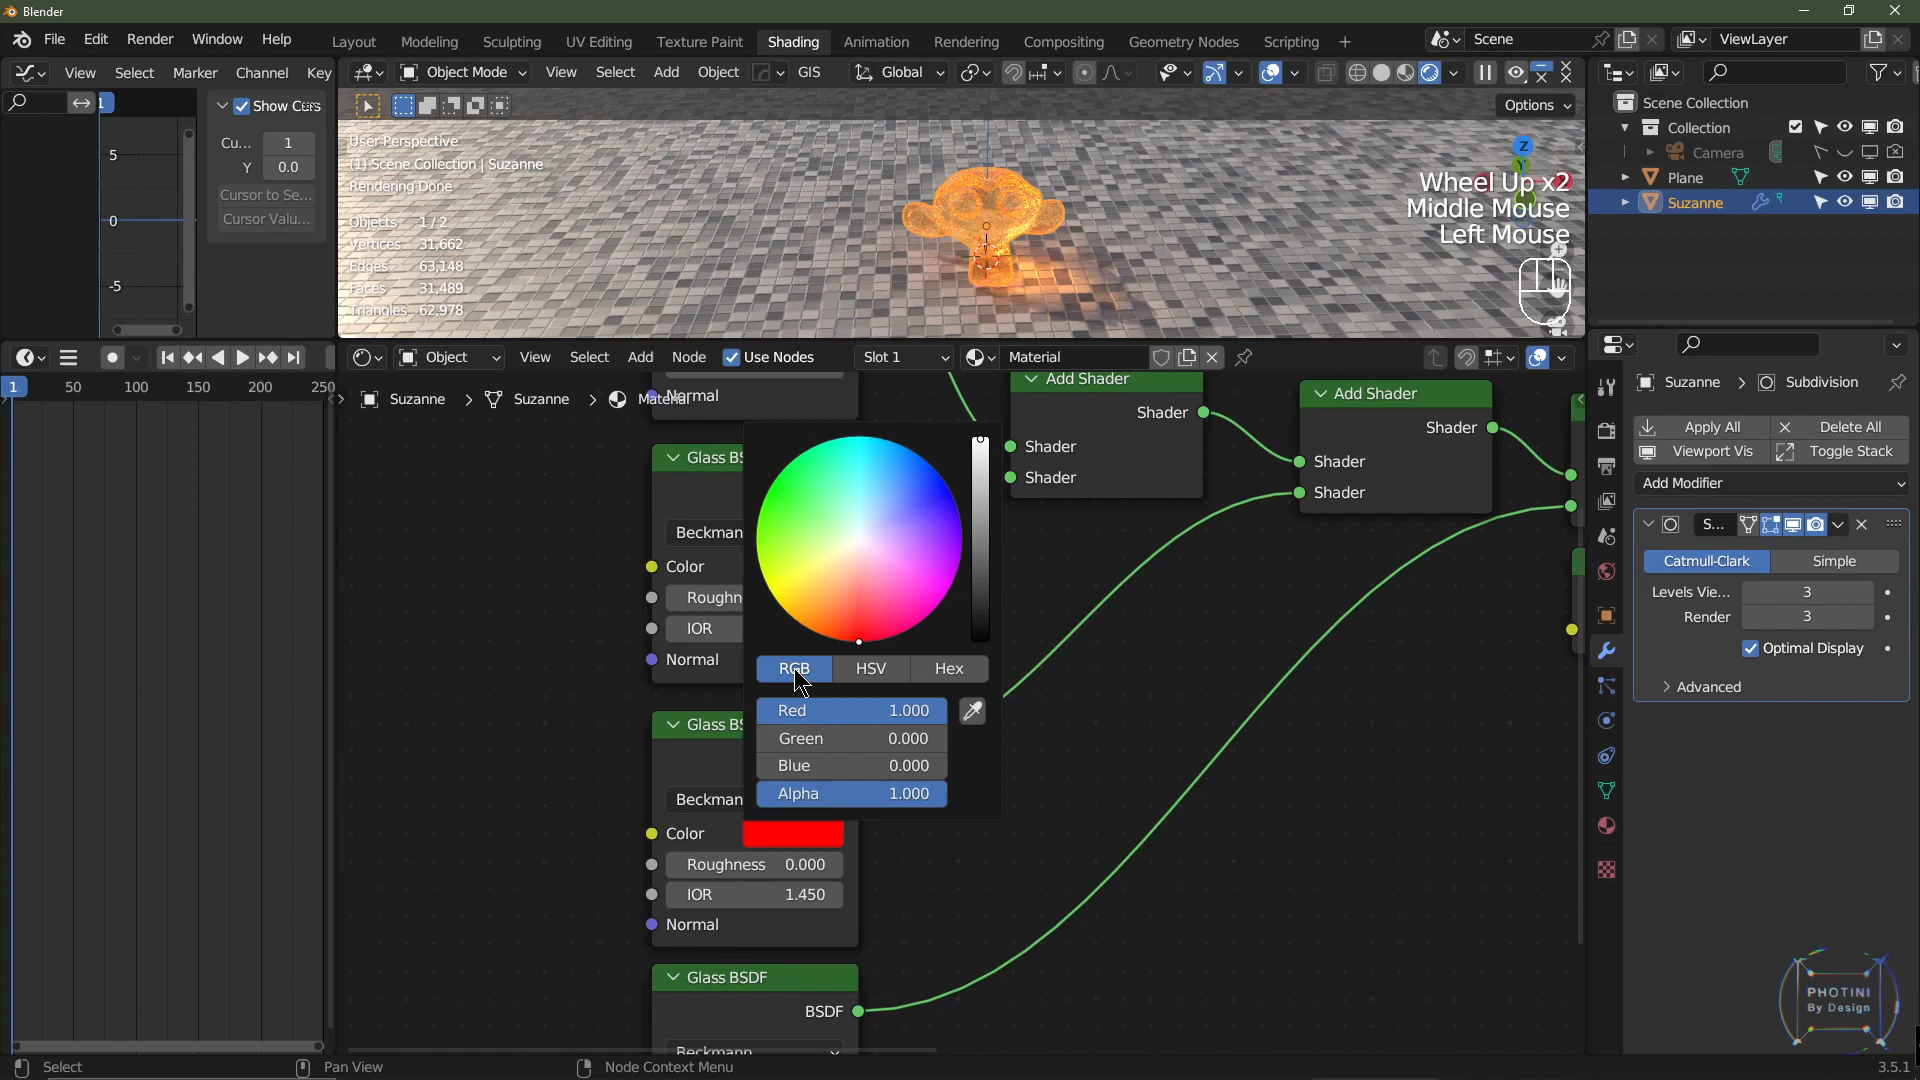 Blender
File Edit Render Window Help
Layout Modeling Sculpting UV Editing Texture Paint Shading Animation Rendering Compositing Geometry Nodes Scripting +
Scene
ViewLayer
View Select Marker Channel Key
Object Mode View Select Add Object GIS Global
1
Show Curs
Cu... 1
Y 0.0
Cursor to Se...
Cursor Valu...
5
0
-5
Options
User Perspective
(1) Scene Collection | Suzanne
Rendering Done
Objects 1 / 2
Vertices 31,662
Edges 63,148
Faces 31,489
Triangles 62,978
Z
Wheel Up x2
Middle Mouse
Left Mouse
Scene Collection
Collection
Camera
Plane
Suzanne
Object View Select Add Node Use Nodes Slot 1 Material
1 50 100 150 200 250
Suzanne > Suzanne > Material
Normal
Glass BS
Beckman
Color
Roughn
IOR
Normal
Glass BS
Beckman
Color
Roughness 0.000
IOR 1.450
Normal
Glass BSDF
BSDF
Beckmann
RGB HSV Hex
Red 1.000
Green 0.000
Blue 0.000
Alpha 1.000
Add Shader
Shader
Shader
Shader
Add Shader
Shader
Shader
Shader
Suzanne > Subdivision
Apply All Delete All
Viewport Vis Toggle Stack
Add Modifier
S...
Catmull-Clark Simple
Levels Vie... 3
Render 3
Optimal Display
Advanced
PHOTINI
By Design
Select Pan View Node Context Menu 3.5.1